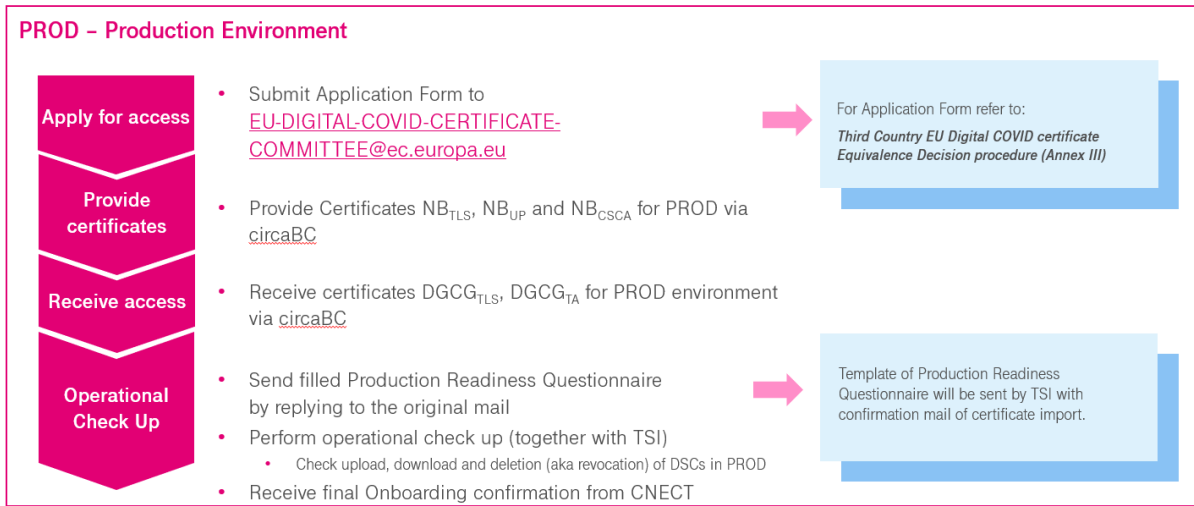 PROD – Production Environment
Apply for access
• Submit Application Form to
EU-DIGITAL-COVID-CERTIFICATE-
COMMITTEE@ec.europa.eu
For Application Form refer to:
Third Country EU Digital COVID certificate
Equivalence Decision procedure (Annex III)
Provide
certificates
• Provide Certificates NBTLS, NBUP and NBCSCA for PROD via
circaBC
Receive access
• Receive certificates DGCGTLS, DGCGTA for PROD environment
via circaBC
Operational
Check Up
• Send filled Production Readiness Questionnaire
by replying to the original mail
• Perform operational check up (together with TSI)
• Check upload, download and deletion (aka revocation) of DSCs in PROD
• Receive final Onboarding confirmation from CNECT
Template of Production Readiness
Questionnaire will be sent by TSI with
confirmation mail of certificate import.